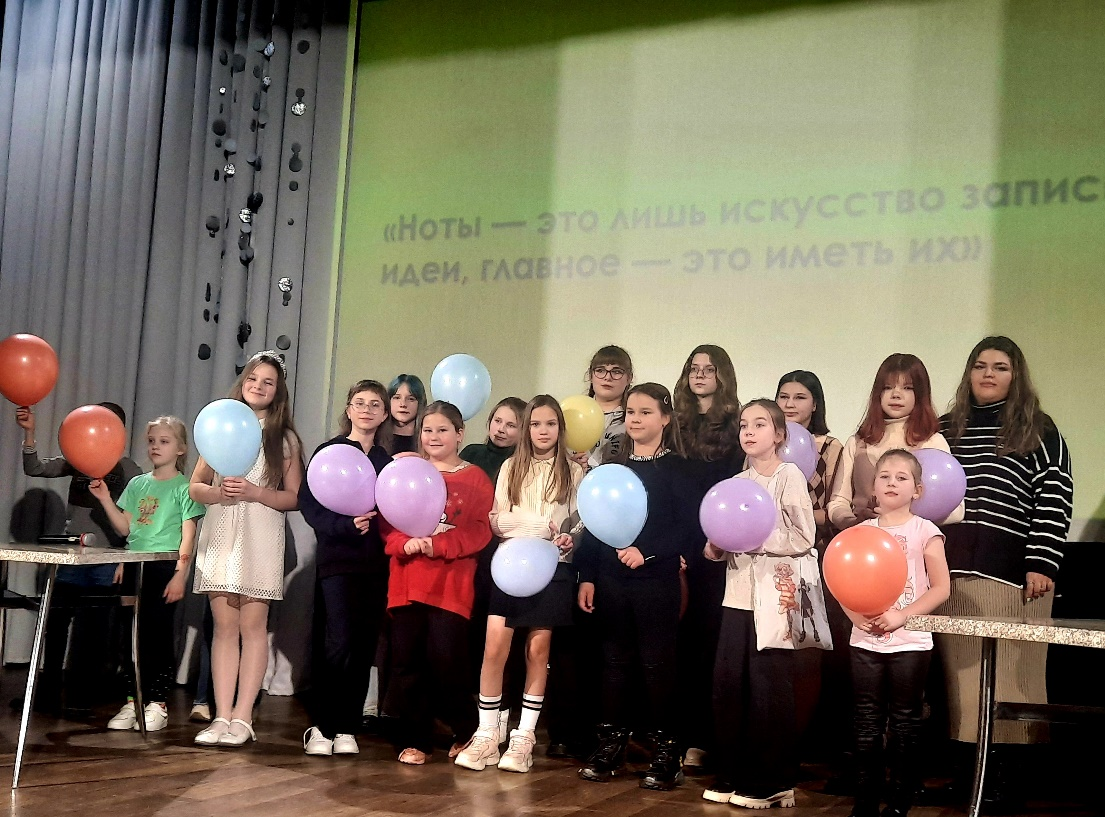 «Ноты — это лишь искусство запис
идеи, главное — это иметь их»